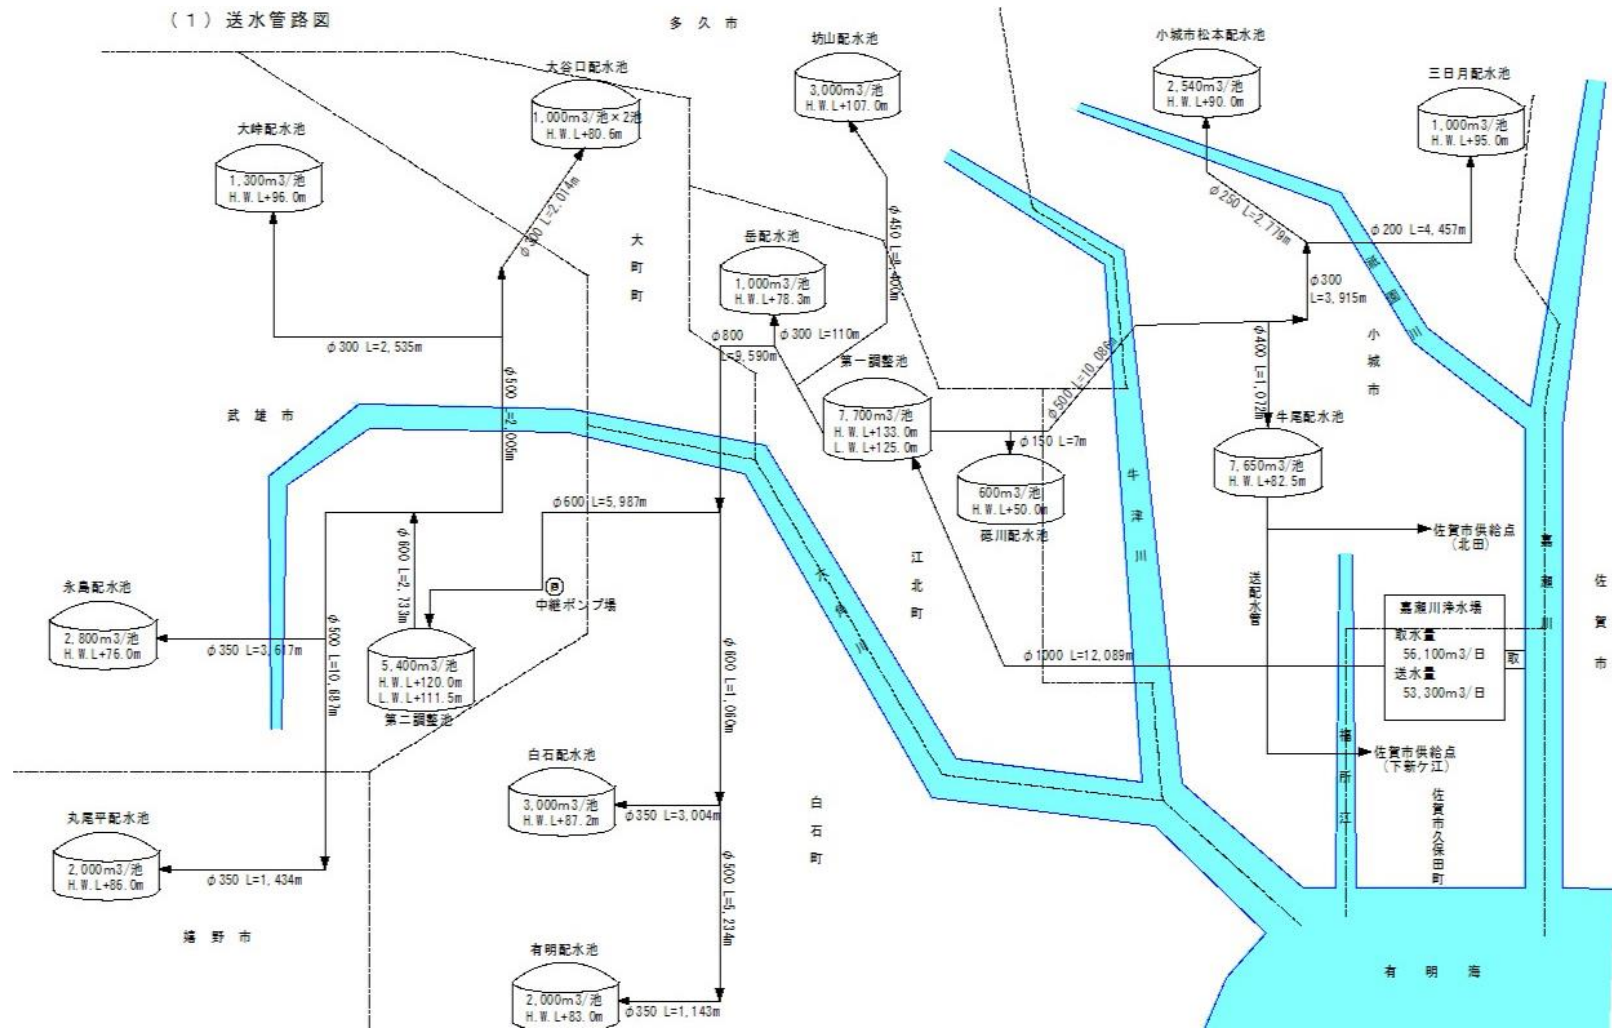 (1)送水管路図
多久市
坊山配水池
3,000m3/池
H.W.L+107.0m
小城市松本配水池
2,540m3/池
H.W.L+90.0m
三日月配水池
1,000m3/池
H.W.L+95.0m
大谷口配水池
1,000m3/池×2池
H.W.L+80.6m
大峠配水池
1,300m3/池
H.W.L+96.0m
φ300 L=2,014m
φ450 L=8,400m
φ250 L=2,779m
φ200 L=4,457m
大町町
岳配水池
1,000m3/池
H.W.L+78.3m
φ300
L=3,915m
小城市
φ300 L=2,535m
φ800
L=9,590m
φ300 L=110m
φ500 L=10,086m
φ400 L=1,072m
第一調整池
7,700m3/池
H.W.L+133.0m
L.W.L+125.0m
φ500 L=2,005m
武雄市
φ150 L=7m
牛尾配水池
7,650m3/池
H.W.L+82.5m
600m3/池
H.W.L+50.0m
砥川配水池
牛津川
φ600 L=5,987m
φ600 L=2,733m
佐賀市供給点
(北田)
嘉瀬川
佐賀市
江北町
六角川
送配水管
永島配水池
2,800m3/池
H.W.L+76.0m
中継ポンプ場
嘉瀬川浄水場
取水量
56,100m3/日
送水量
53,300m3/日
取
φ350 L=3,617m
φ500 L=10,687m
5,400m3/池
H.W.L+120.0m
L.W.L+111.5m
第二調整池
φ600 L=1,060m
φ1000 L=12,089m
福所江
佐賀市供給点
(下新ケ江)
白石配水池
3,000m3/池
H.W.L+87.2m
φ350 L=3,004m
白石町
佐賀市久保田町
丸尾平配水池
2,000m3/池
H.W.L+86.0m
φ350 L=1,434m
φ500 L=5,234m
嬉野市
有明配水池
2,000m3/池
H.W.L+83.0m
φ350 L=1,143m
有明海